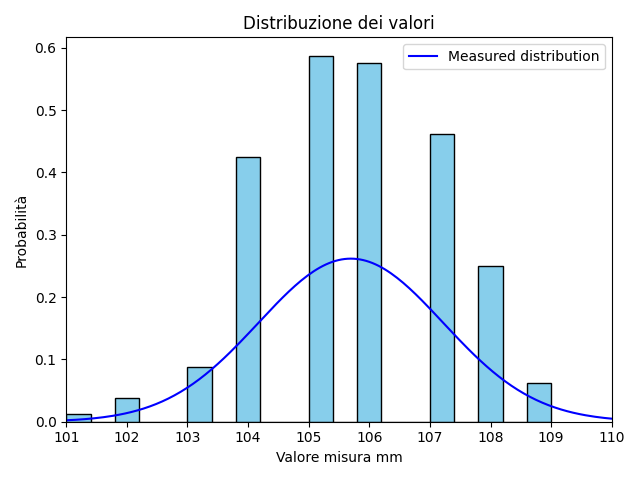 Distribuzione dei valori
0.6
0.5
0.4
0.3
0.2
0.1
0.0
Probabilità
Measured distribution
101 102 103 104 105 106 107 108 109 110
Valore misura mm